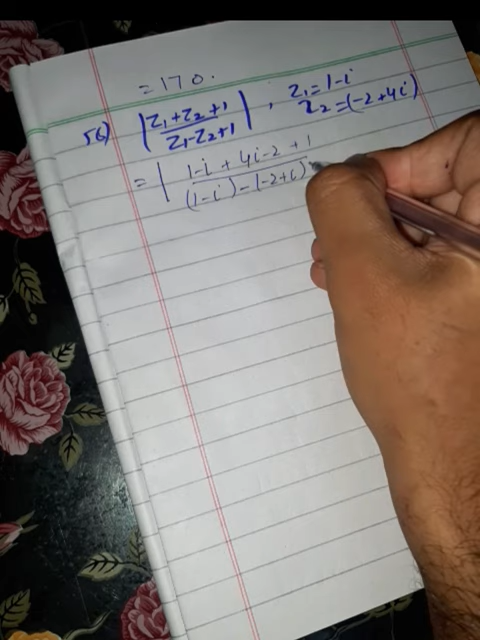 = 170.
56) |z₁+z₂+1 / z₁-z₂+1|, z₁=1-i
z₂=(-2+4i)
= | 1-i + 4i-2 + 1 / (1-i) - (-2+i)